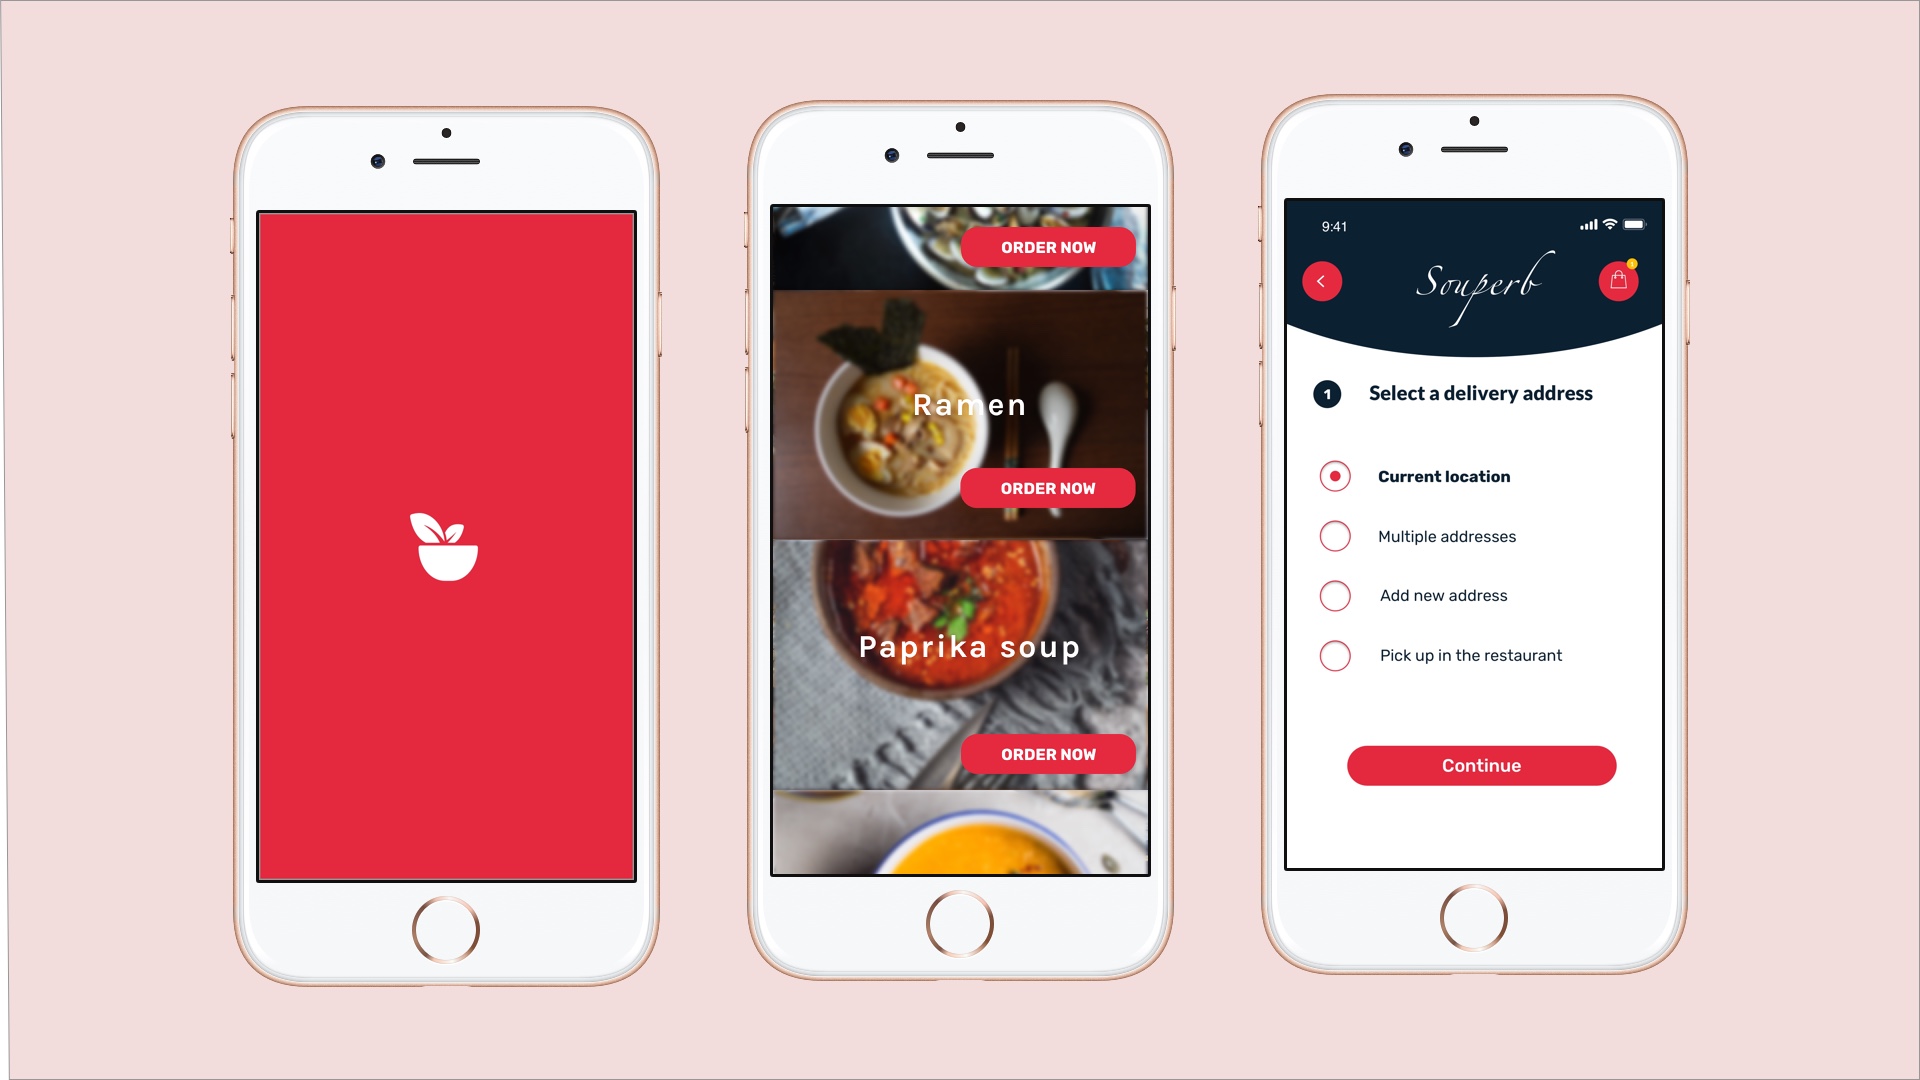 ORDER NOW
Ramen
ORDER NOW
Paprika soup
ORDER NOW
9:41
Souperb
1
1 Select a delivery address
Current location
Multiple addresses
Add new address
Pick up in the restaurant
Continue